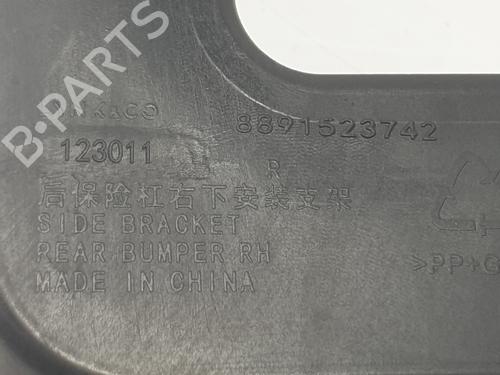 B-PARTS
8891523742
123011
R
后保险杠右下安装支架
SIDE BRACKET
REAR BUMPER RH
MADE IN CHINA